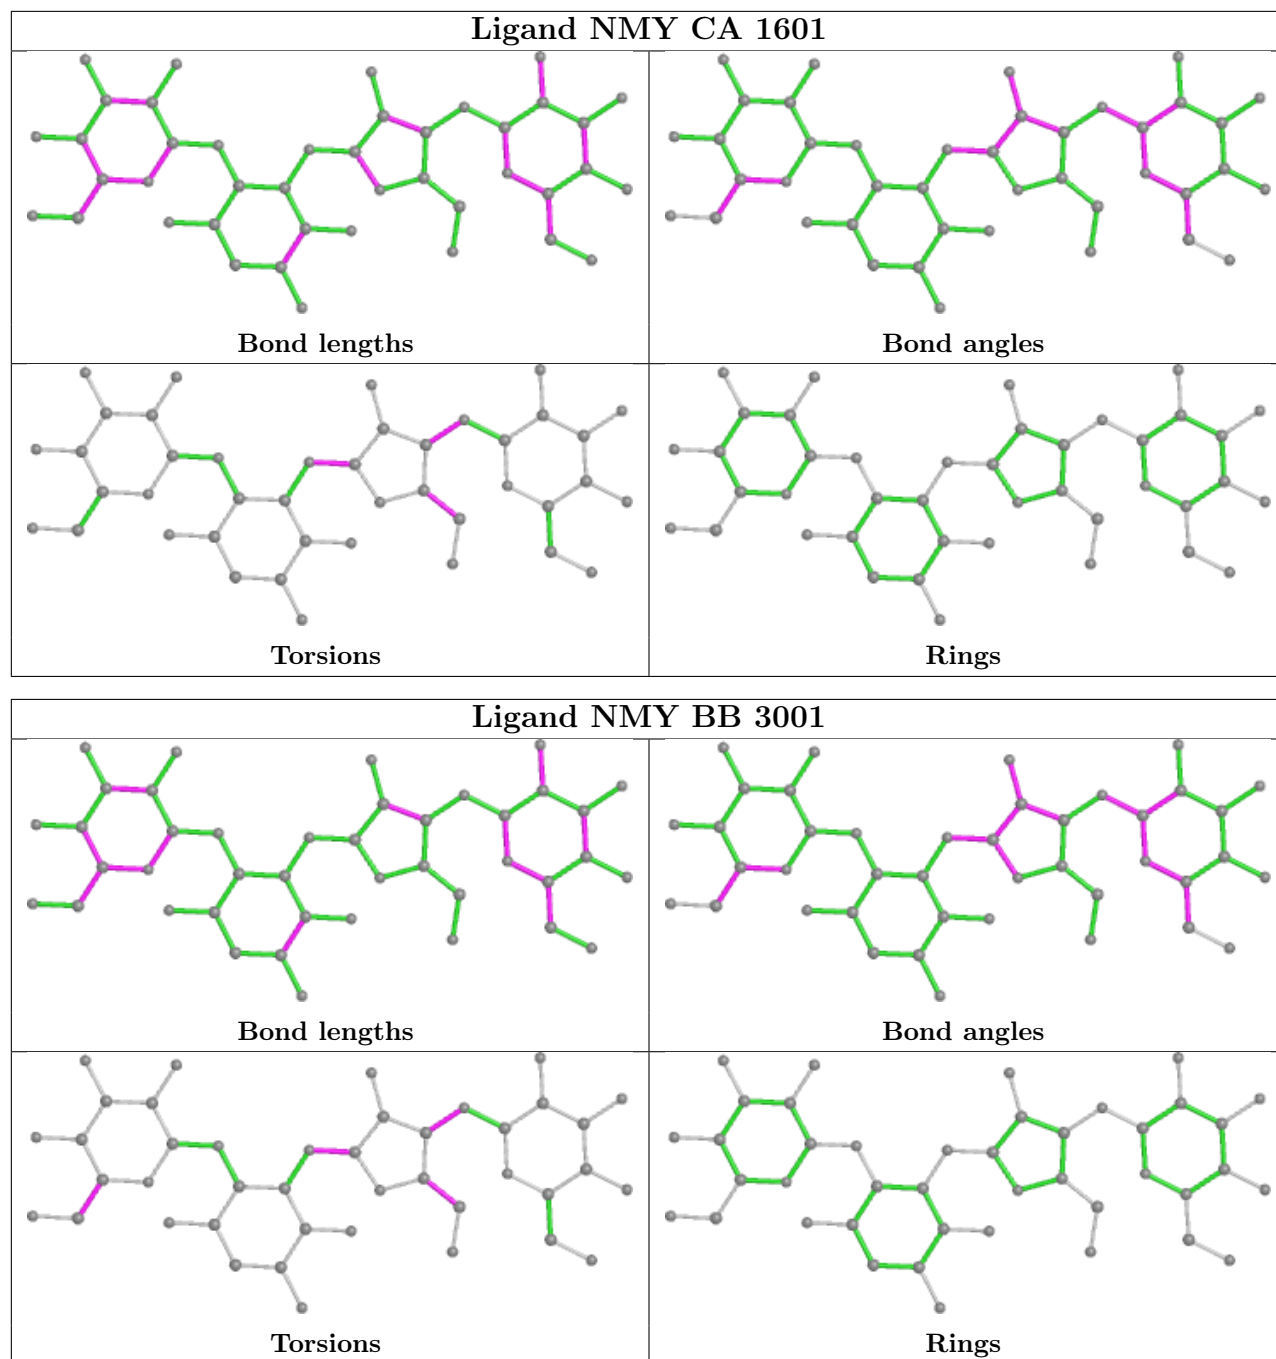 Ligand NMY CA 1601
Bond lengths
Bond angles
Torsions
Rings
Ligand NMY BB 3001
Bond lengths
Bond angles
Torsions
Rings